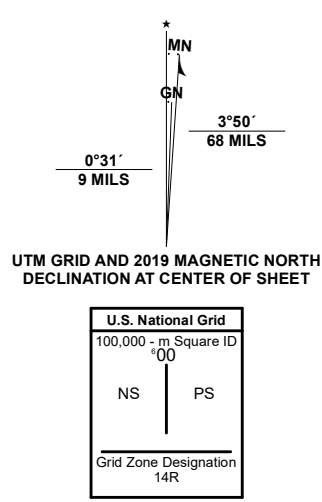 ★
MN
GN
3°50´
68 MILS
0°31´
9 MILS
UTM GRID AND 2019 MAGNETIC NORTH
DECLINATION AT CENTER OF SHEET
U.S. National Grid
100,000 - m Square ID
⁶00
NS PS
Grid Zone Designation
14R